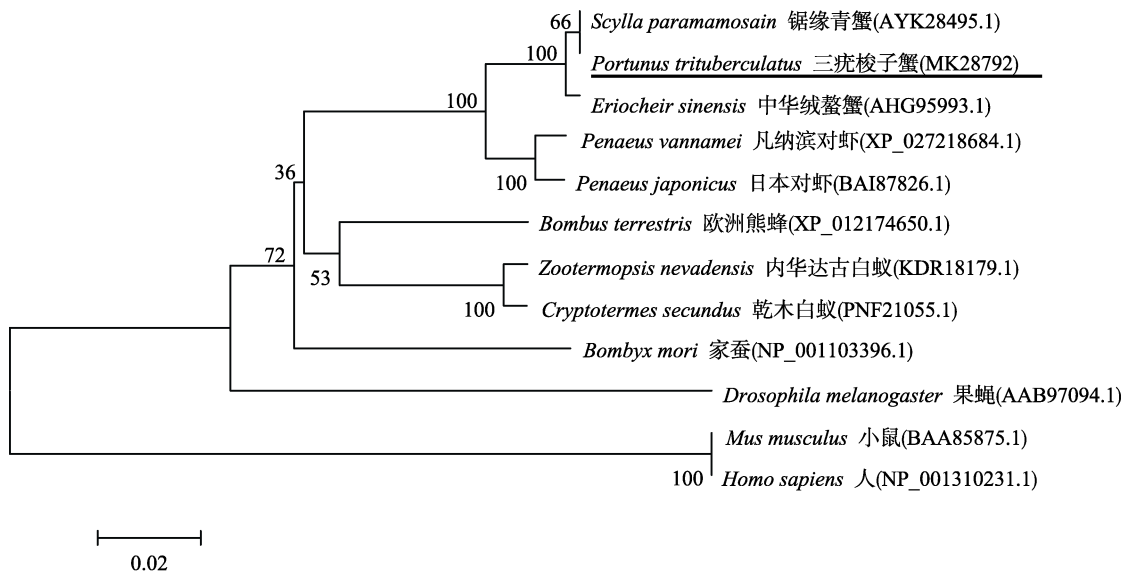 66
Scylla paramamosain 锯缘青蟹(AYK28495.1)
100
Portunus trituberculatus 三疣梭子蟹(MK28792)
100
Eriocheir sinensis 中华绒螯蟹(AHG95993.1)
Penaeus vannamei 凡纳滨对虾(XP_027218684.1)
36
100
Penaeus japonicus 日本对虾(BAI87826.1)
Bombus terrestris 欧洲熊蜂(XP_012174650.1)
72
53
Zootermopsis nevadensis 内华达古白蚁(KDR18179.1)
100
Cryptotermes secundus 乾木白蚁(PNF21055.1)
Bombyx mori 家蚕(NP_001103396.1)
Drosophila melanogaster 果蝇(AAB97094.1)
Mus musculus 小鼠(BAA85875.1)
100
Homo sapiens 人(NP_001310231.1)
0.02